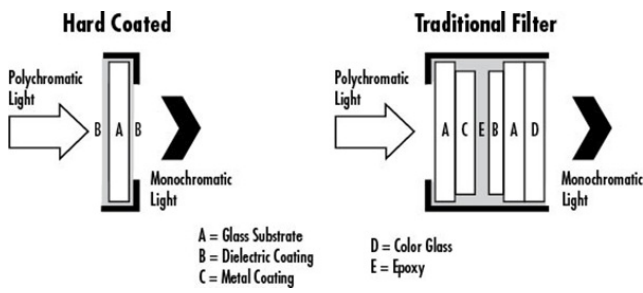 Hard Coated
Polychromatic
Light
B A B
Monochromatic
Light
Traditional Filter
Polychromatic
Light
A C E B A D
Monochromatic
Light
A = Glass Substrate
B = Dielectric Coating
C = Metal Coating
D = Color Glass
E = Epoxy